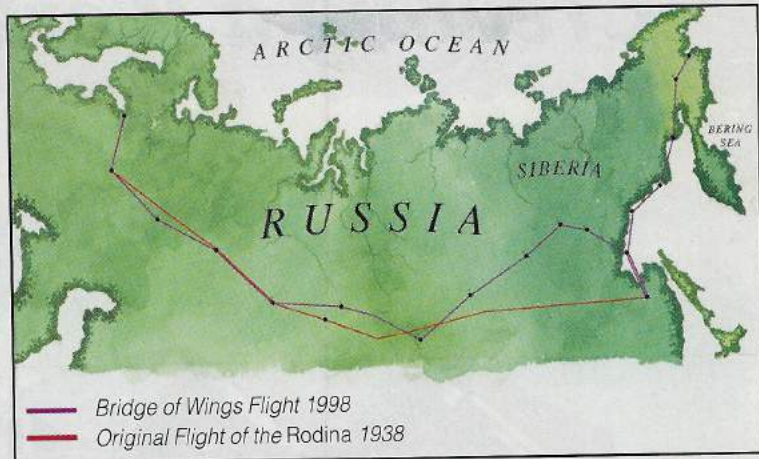 ARCTIC OCEAN
BERING
SEA
SIBERIA
RUSSIA
Bridge of Wings Flight 1998
Original Flight of the Rodina 1938